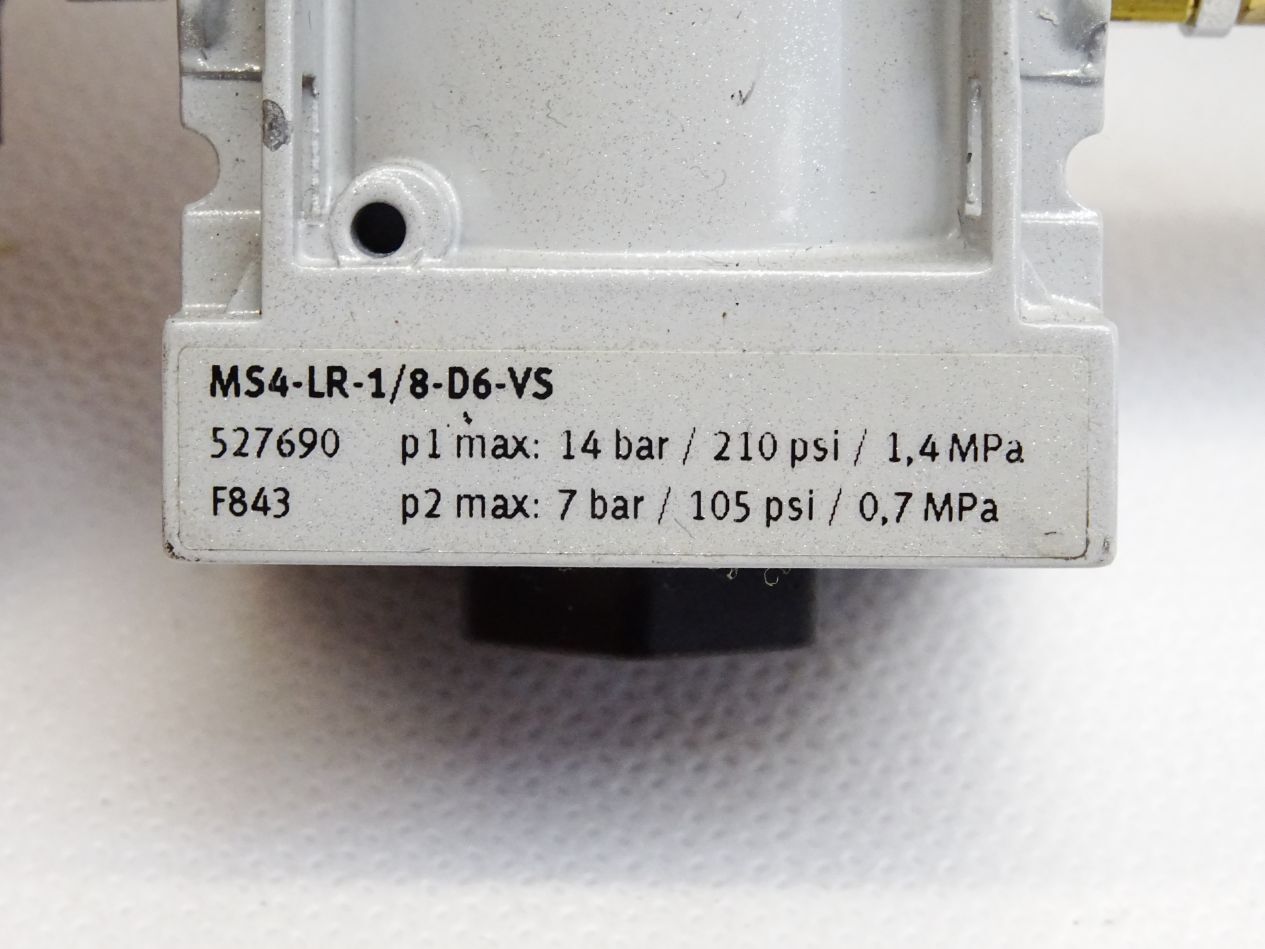 MS4-LR-1/8-D6-VS
527690 p1 max: 14 bar / 210 psi / 1,4 MPa
F843 p2 max: 7 bar / 105 psi / 0,7 MPa